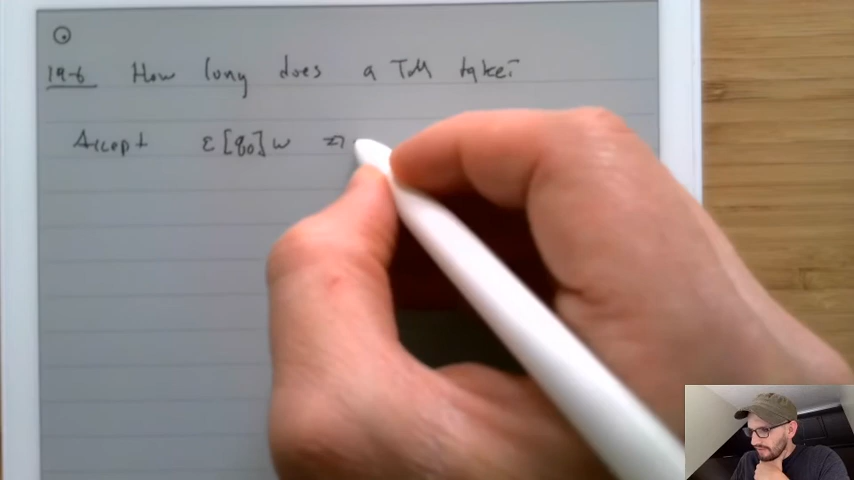 19-6 How long does a TM take?
Accept ε[q0]w ⇒